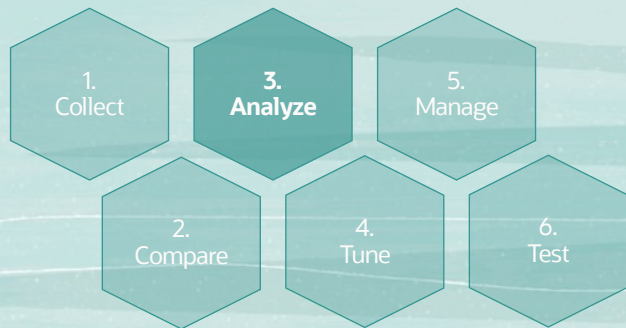 1.
Collect
2.
Compare
3.
Analyze
4.
Tune
5.
Manage
6.
Test